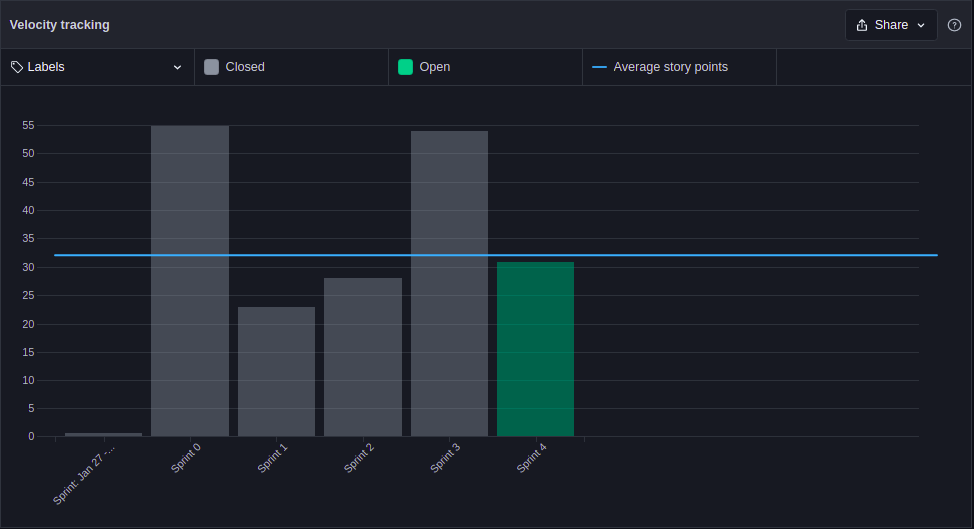 Velocity tracking
Share
Labels
Closed
Open
Average story points
55
50
45
40
35
30
25
20
15
10
5
0
Sprint: Jan 27 -...
Sprint 0
Sprint 1
Sprint 2
Sprint 3
Sprint 4